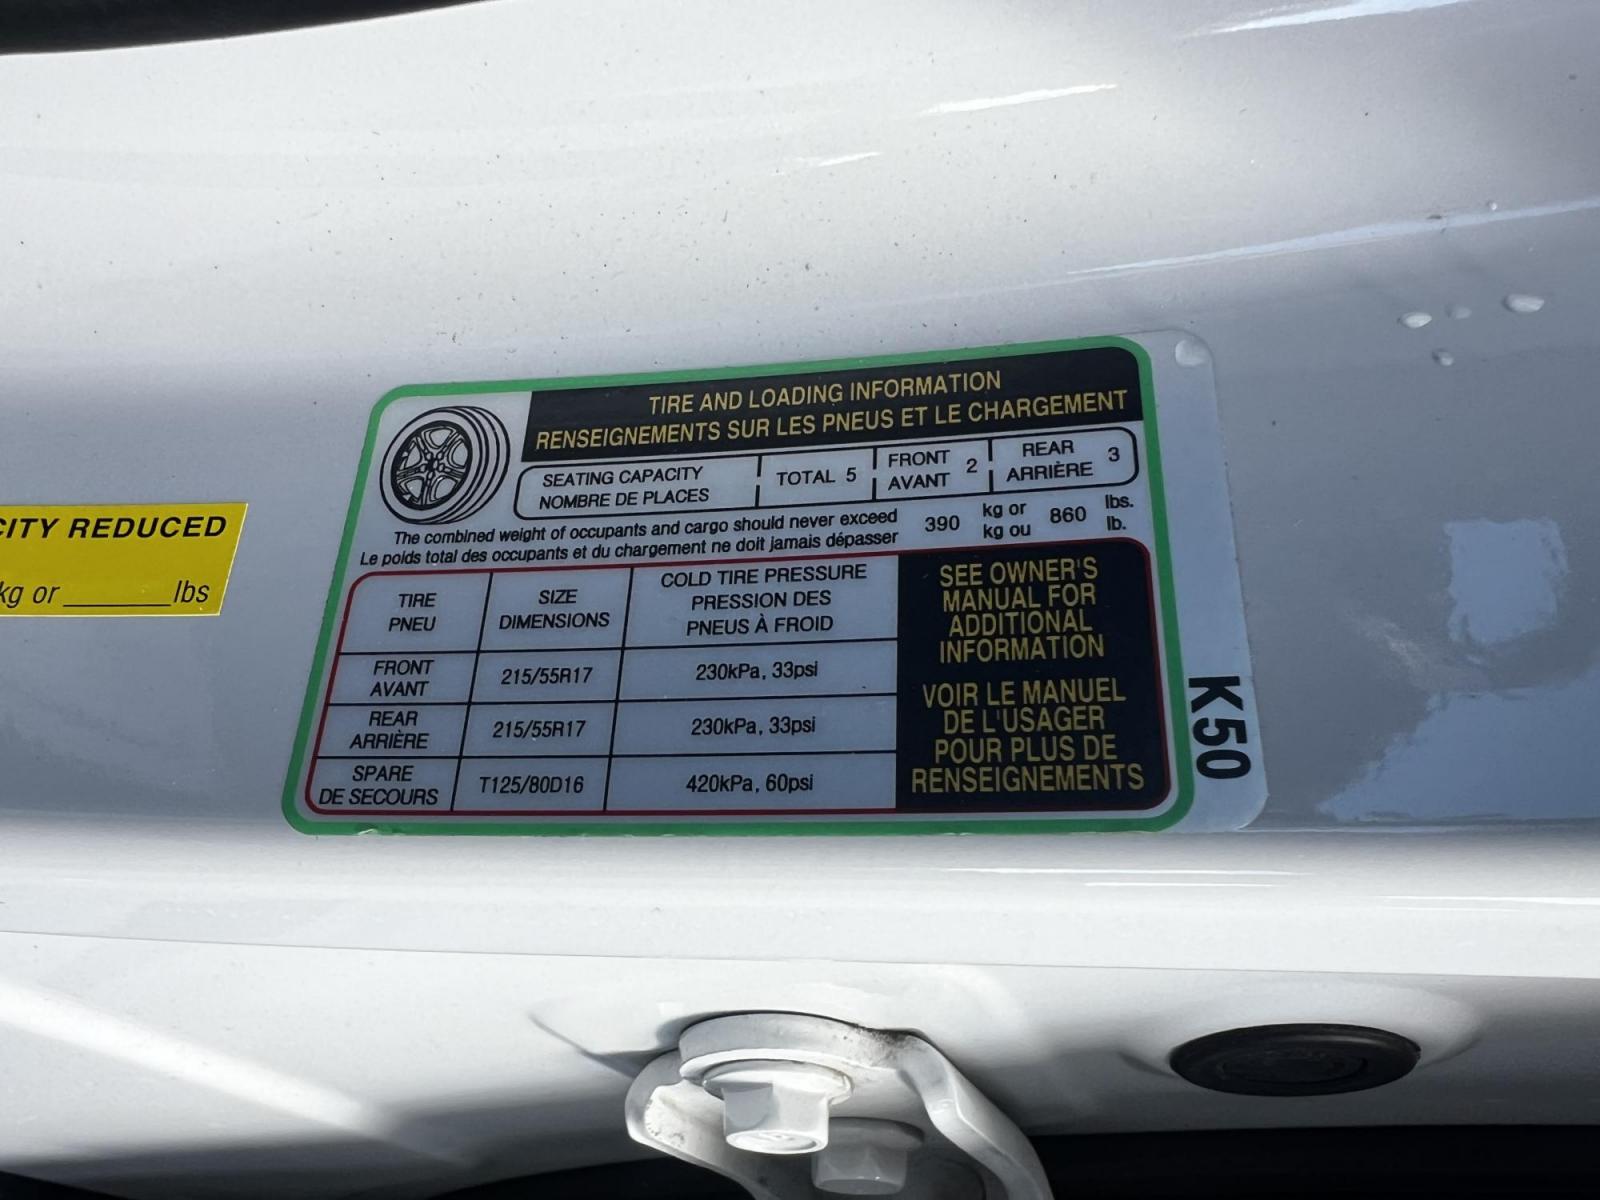 TIRE AND LOADING INFORMATION
RENSEIGNEMENTS SUR LES PNEUS ET LE CHARGEMENT
SEATING CAPACITY
NOMBRE DE PLACES
TOTAL 5
FRONT
AVANT
2
REAR
ARRIÈRE
3
The combined weight of occupants and cargo should never exceed
Le poids total des occupants et du chargement ne doit jamais dépasser
390
kg or
kg ou
860
lbs.
lb.
TIRE
PNEU
SIZE
DIMENSIONS
COLD TIRE PRESSURE
PRESSION DES
PNEUS À FROID
FRONT
AVANT
215/55R17
230kPa, 33psi
REAR
ARRIÈRE
215/55R17
230kPa, 33psi
SPARE
DE SECOURS
T125/80D16
420kPa, 60psi
SEE OWNER'S
MANUAL FOR
ADDITIONAL
INFORMATION
VOIR LE MANUEL
DE L'USAGER
POUR PLUS DE
RENSEIGNEMENTS
K50
CITY REDUCED
kg or ________lbs